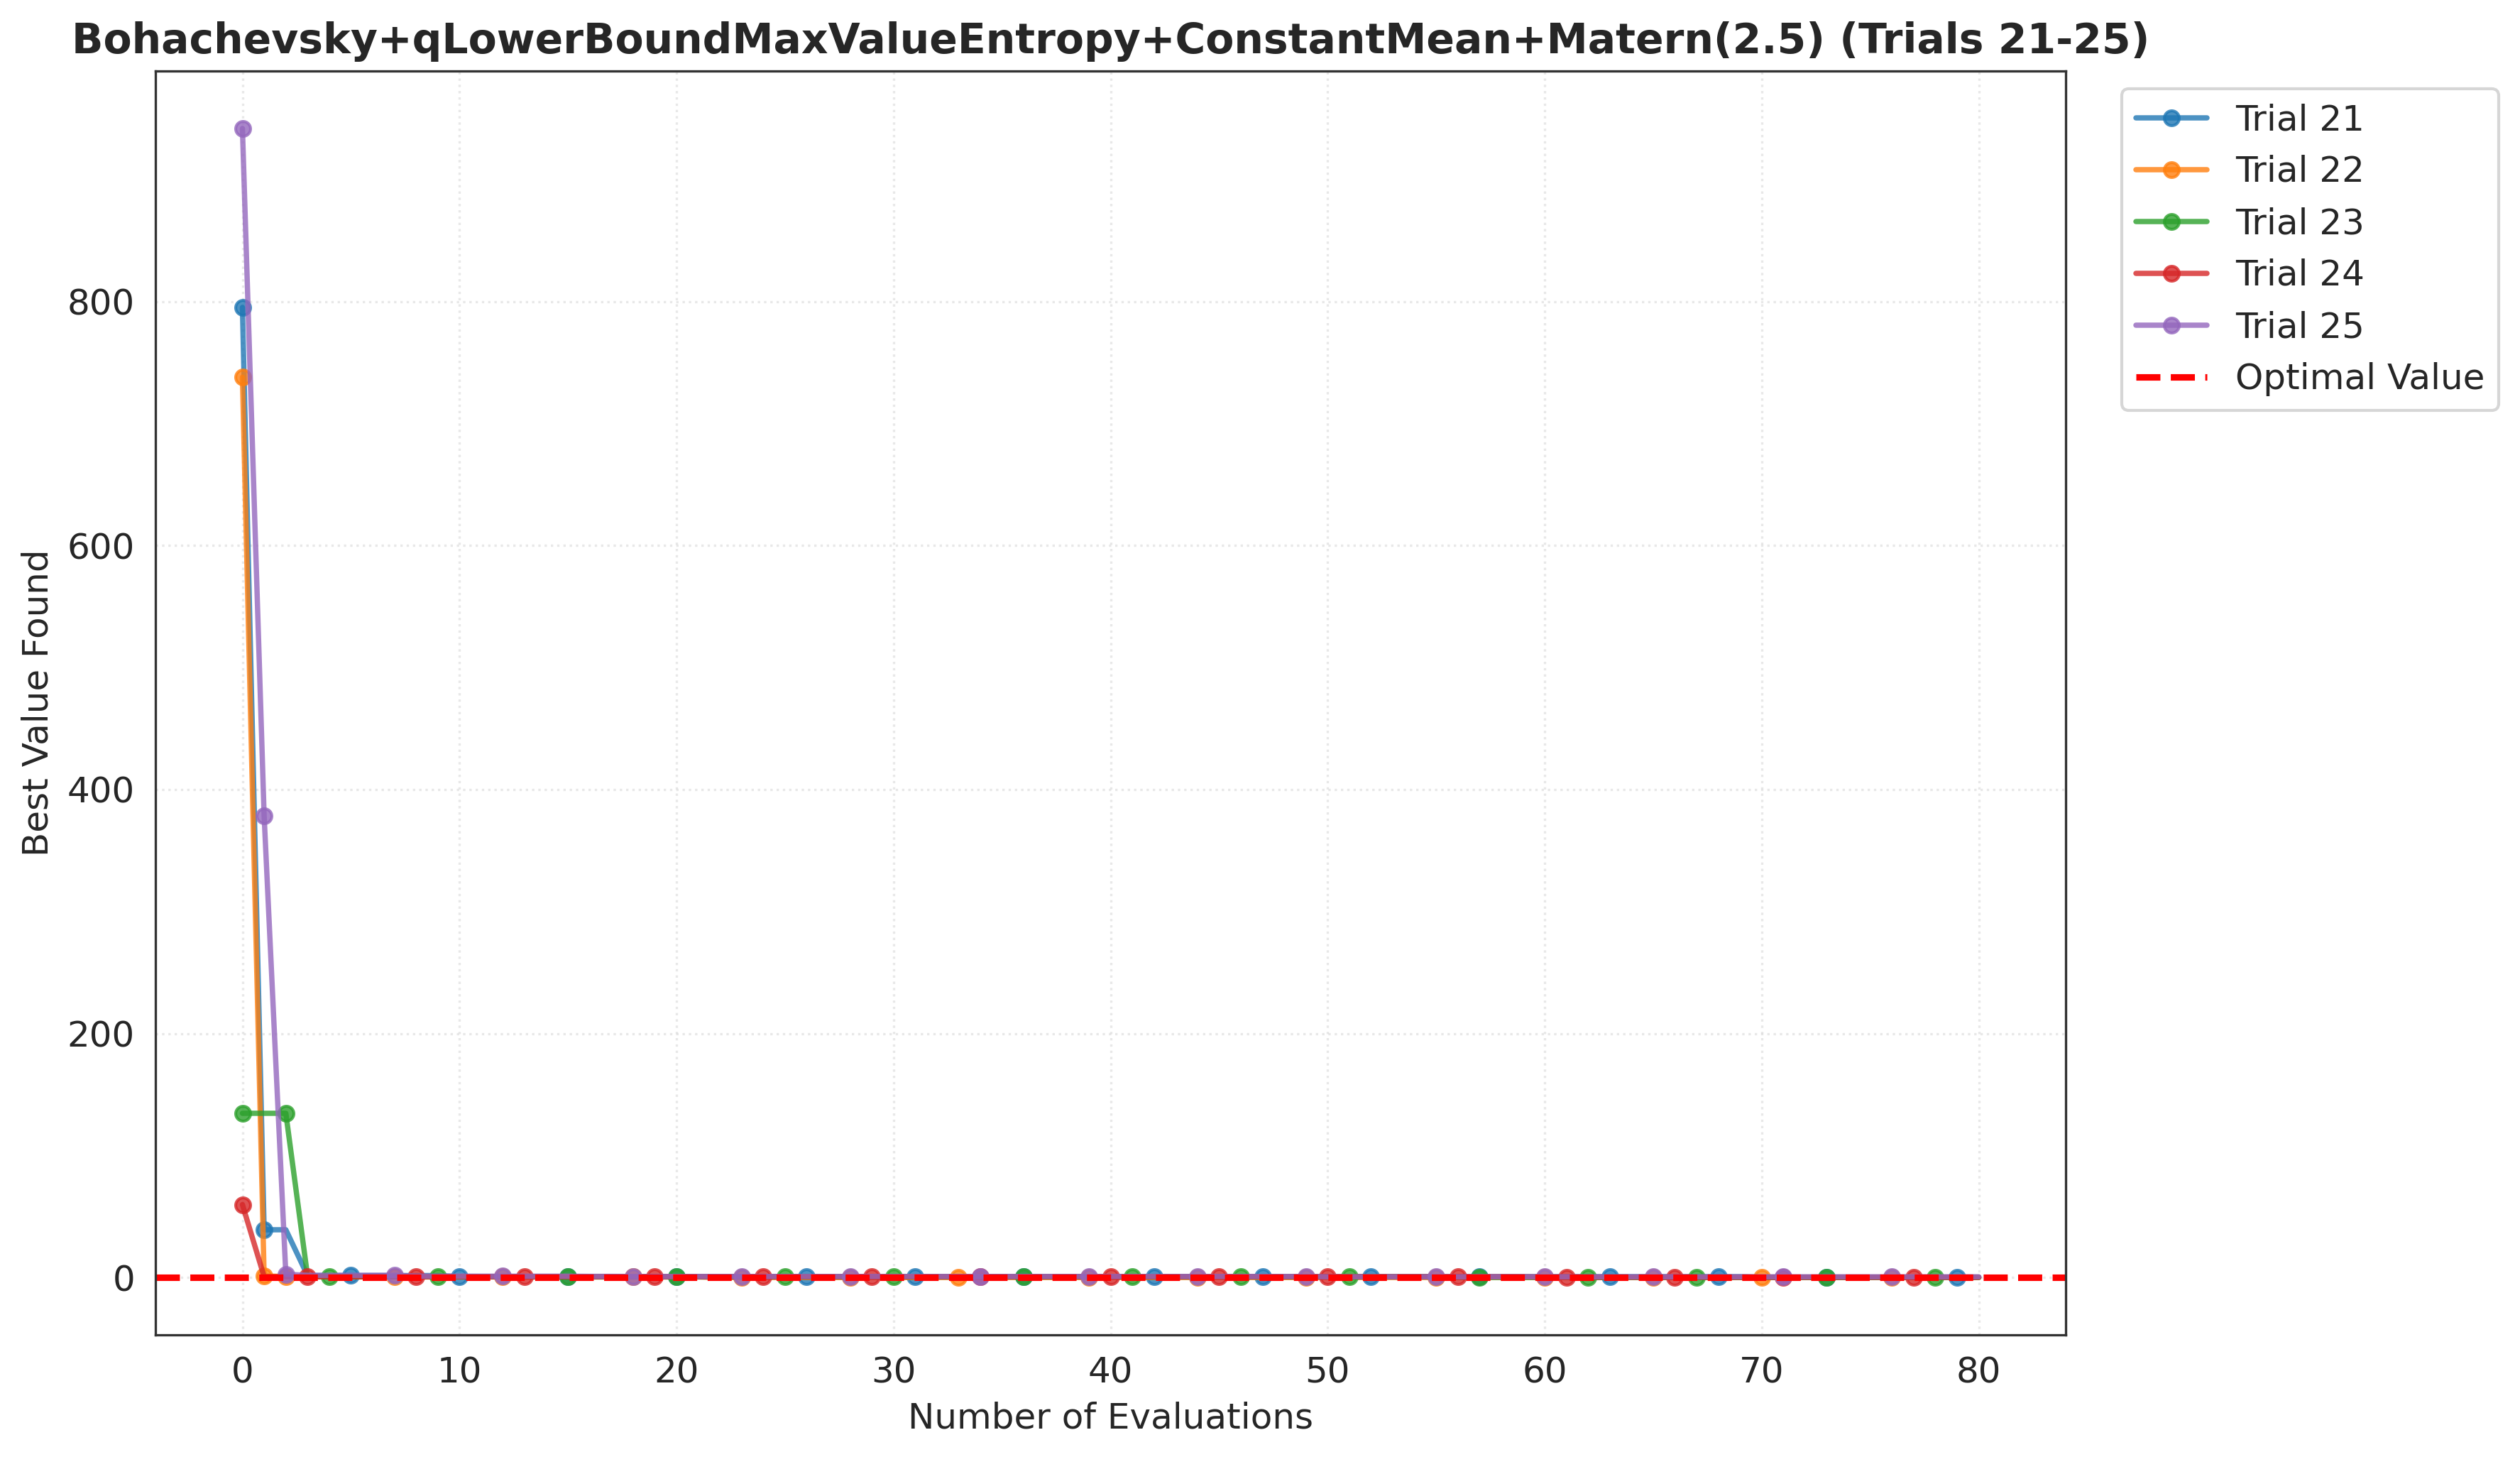 Bohachevsky+qLowerBoundMaxValueEntropy+ConstantMean+Matern(2.5) (Trials 21-25)
Trial 21
Trial 22
Trial 23
Trial 24
Trial 25
Optimal Value
Best Value Found
800
600
400
200
0
0 10 20 30 40 50 60 70 80
Number of Evaluations